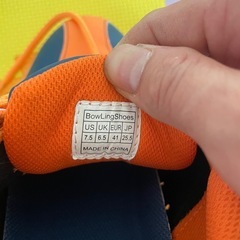 BowLingShoes
US UK EUR JP
7.5 6.5 41 25.5
MADE IN CHINA